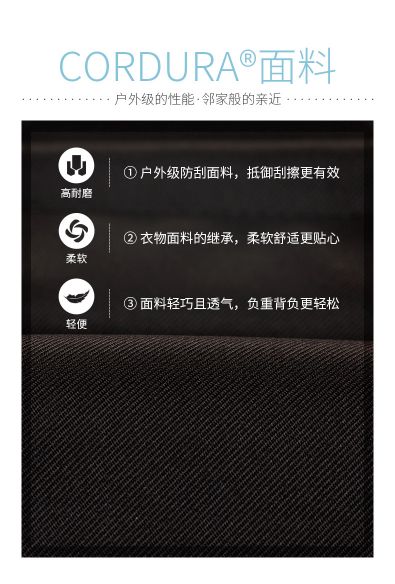 CORDURA®面料
户外级的性能·邻家般的亲近
高耐磨
① 户外级防刮面料，抵御刮擦更有效
柔软
② 衣物面料的继承，柔软舒适更贴心
轻便
③ 面料轻巧且透气，负重背负更轻松